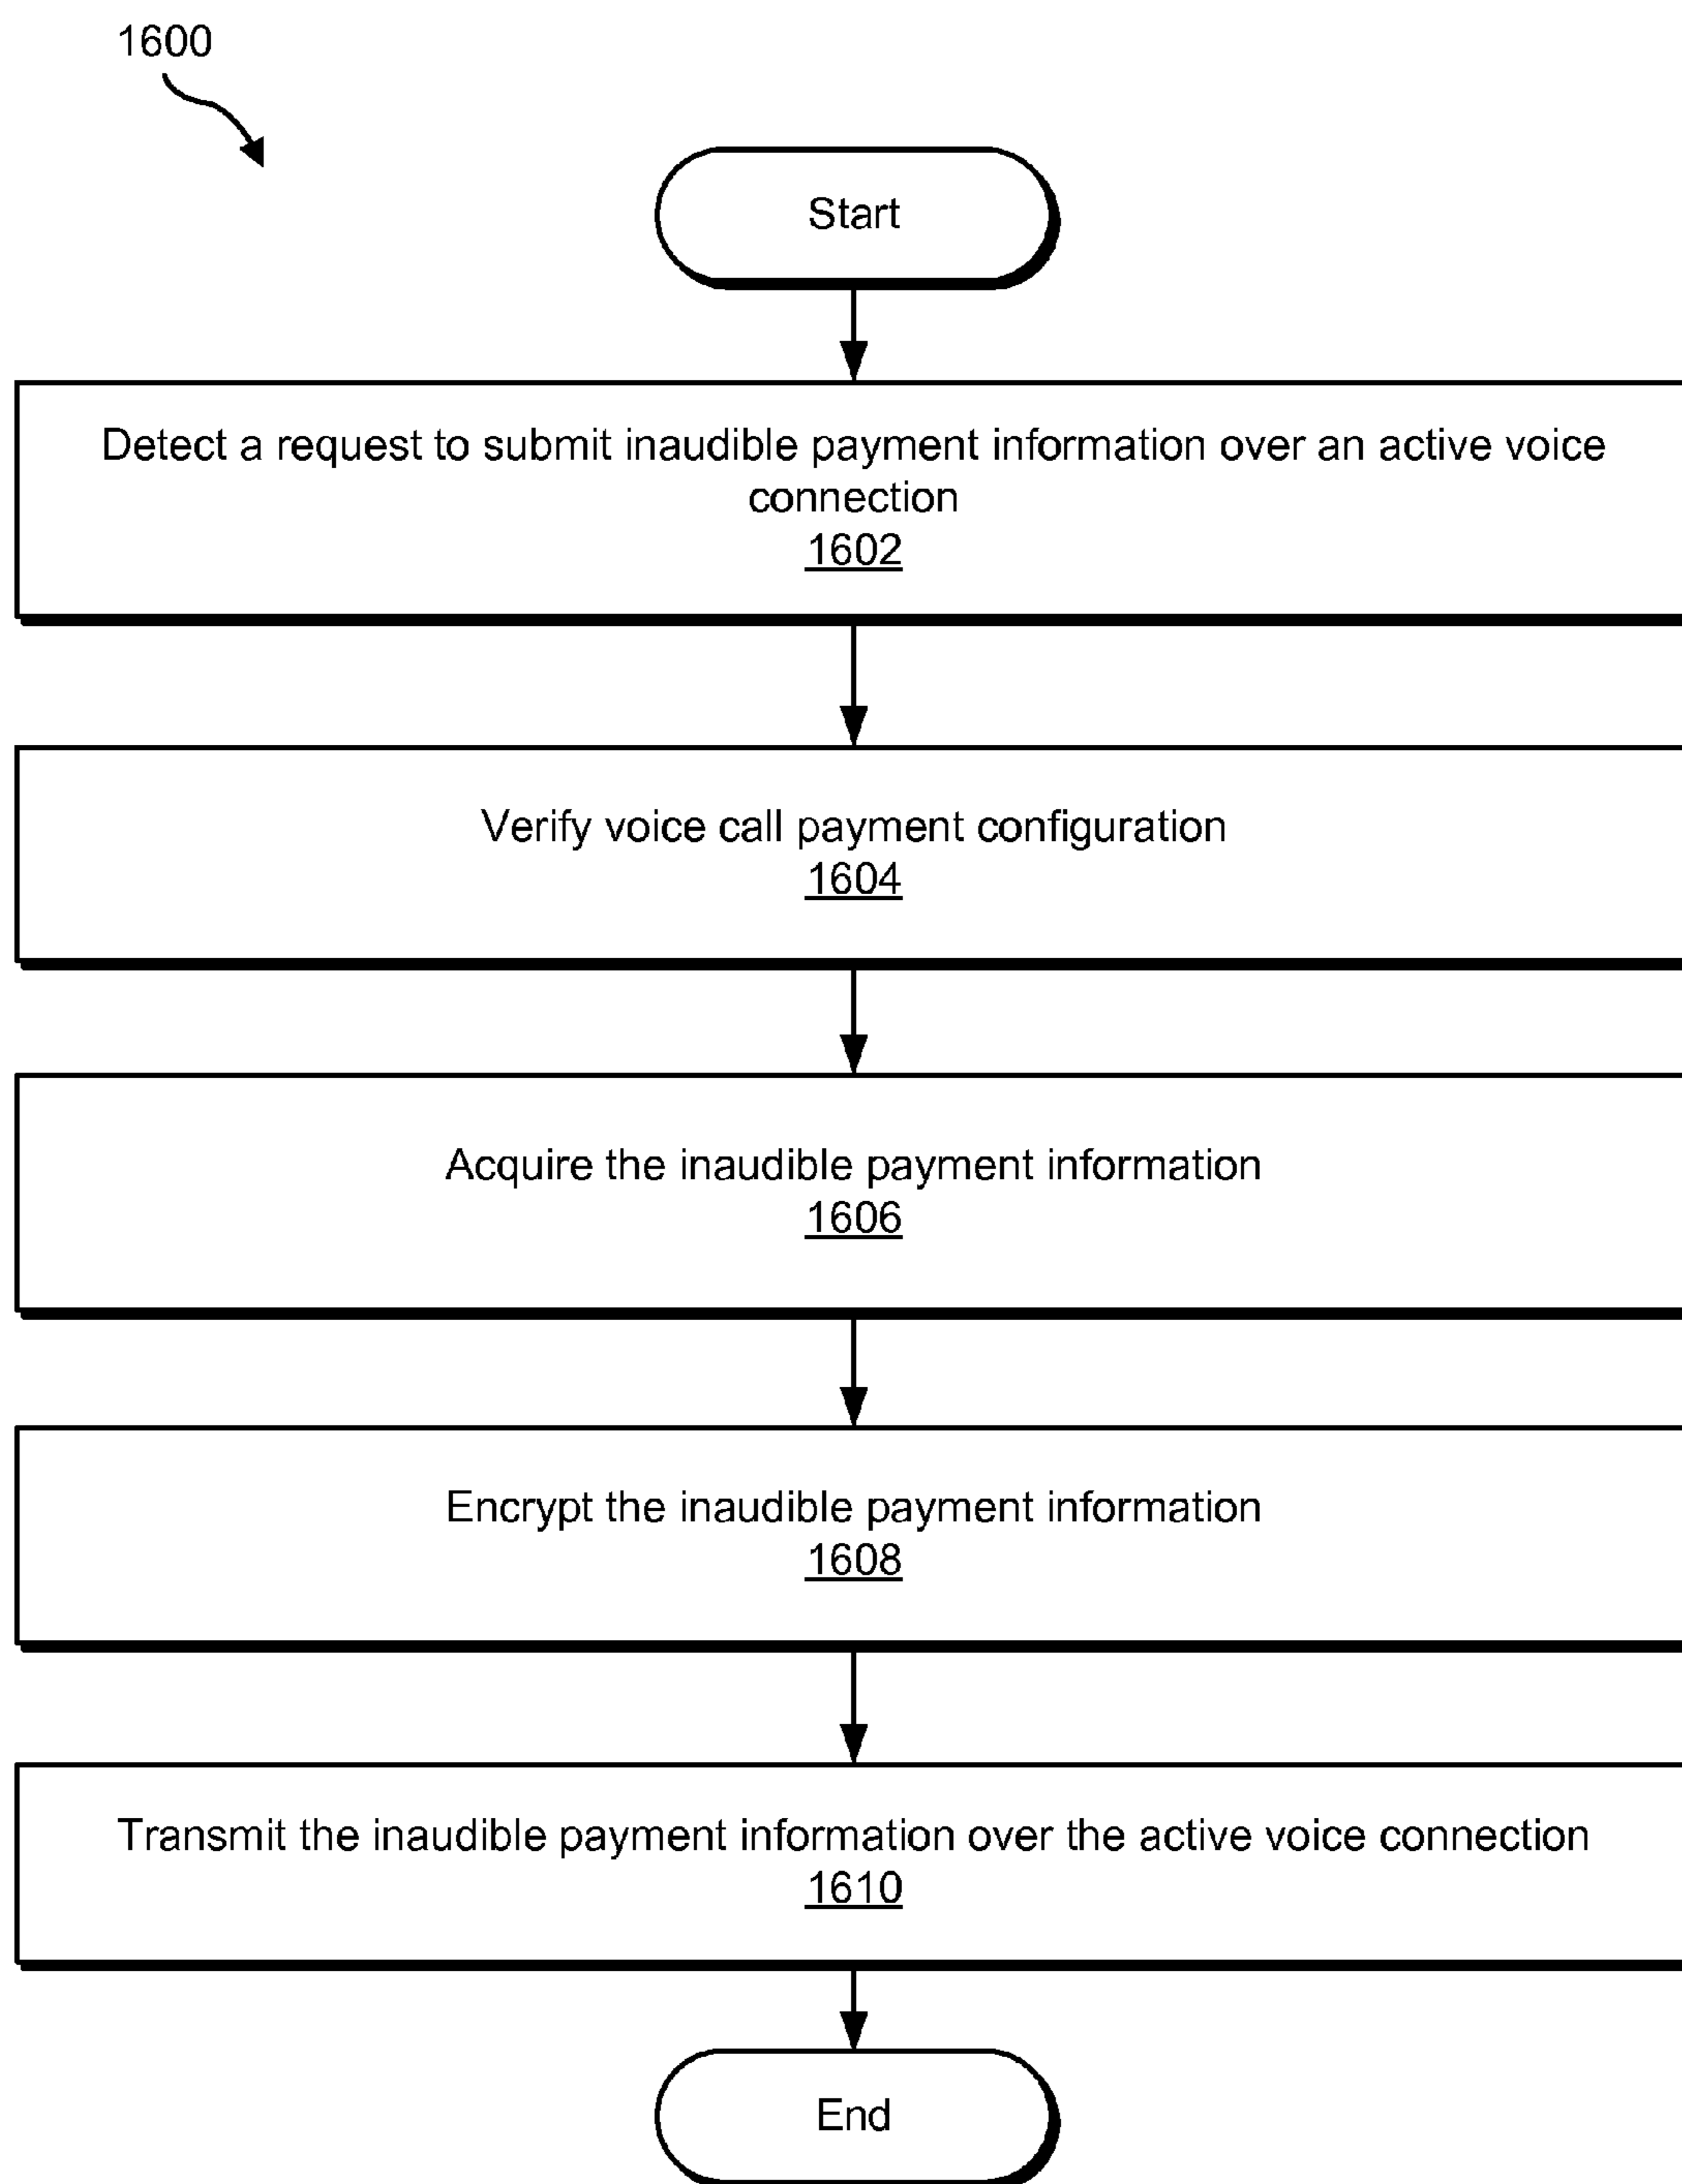 1600
Start
Detect a request to submit inaudible payment information over an active voice
connection
1602
Verify voice call payment configuration
1604
Acquire the inaudible payment information
1606
Encrypt the inaudible payment information
1608
Transmit the inaudible payment information over the active voice connection
1610
End